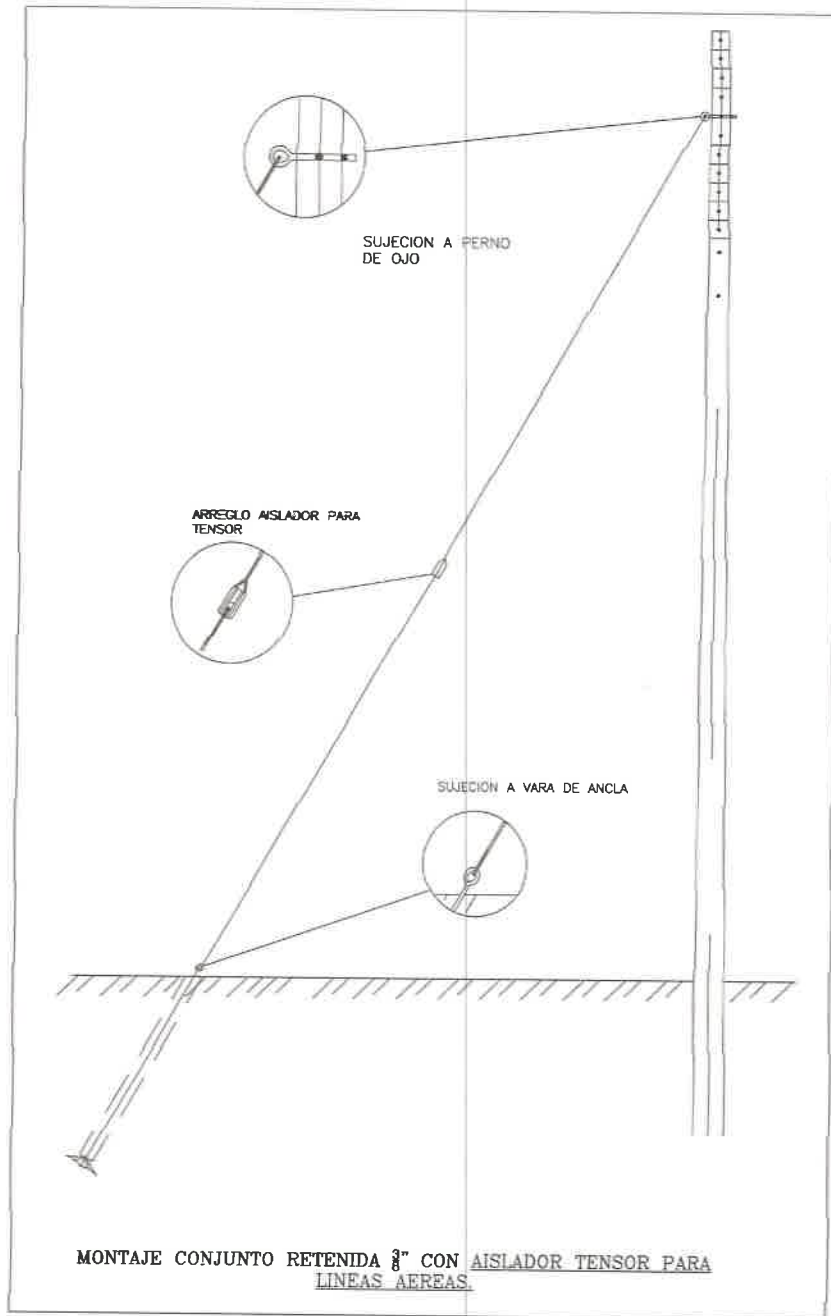 SUJECION A PERNO
DE OJO
ARREGLO AISLADOR PARA
TENSOR
SUJECION A VARA DE ANCLA
MONTAJE CONJUNTO RETENIDA 3/8" CON AISLADOR TENSOR PARA
LINEAS AEREAS.